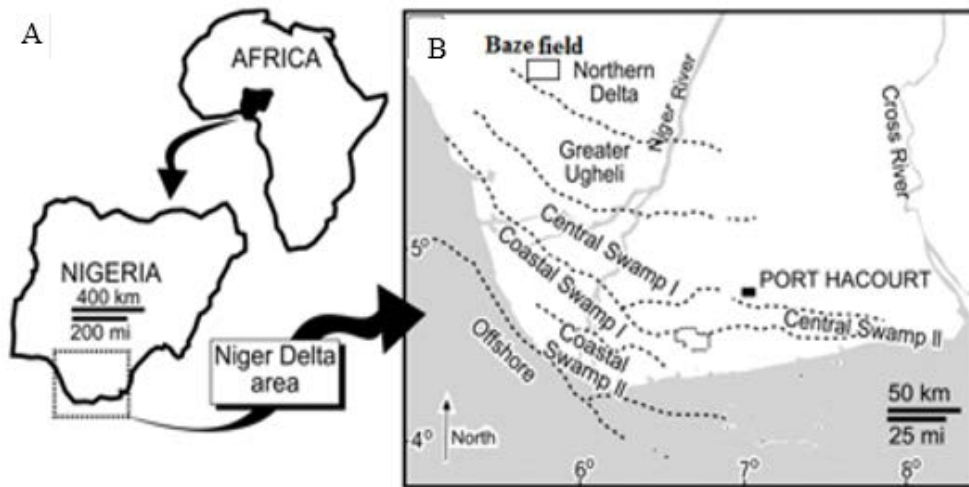 A
AFRICA
NIGERIA
400 km
200 mi
Niger Delta
area
B
Baze field
Northern
Delta
Niger River
Cross River
Greater
Ugheli
Central Swamp I
Coastal Swamp I
PORT HACOURT
Central Swamp II
Coastal
Swamp II
Offshore
5°
4°
North
50 km
25 mi
6°
7°
8°